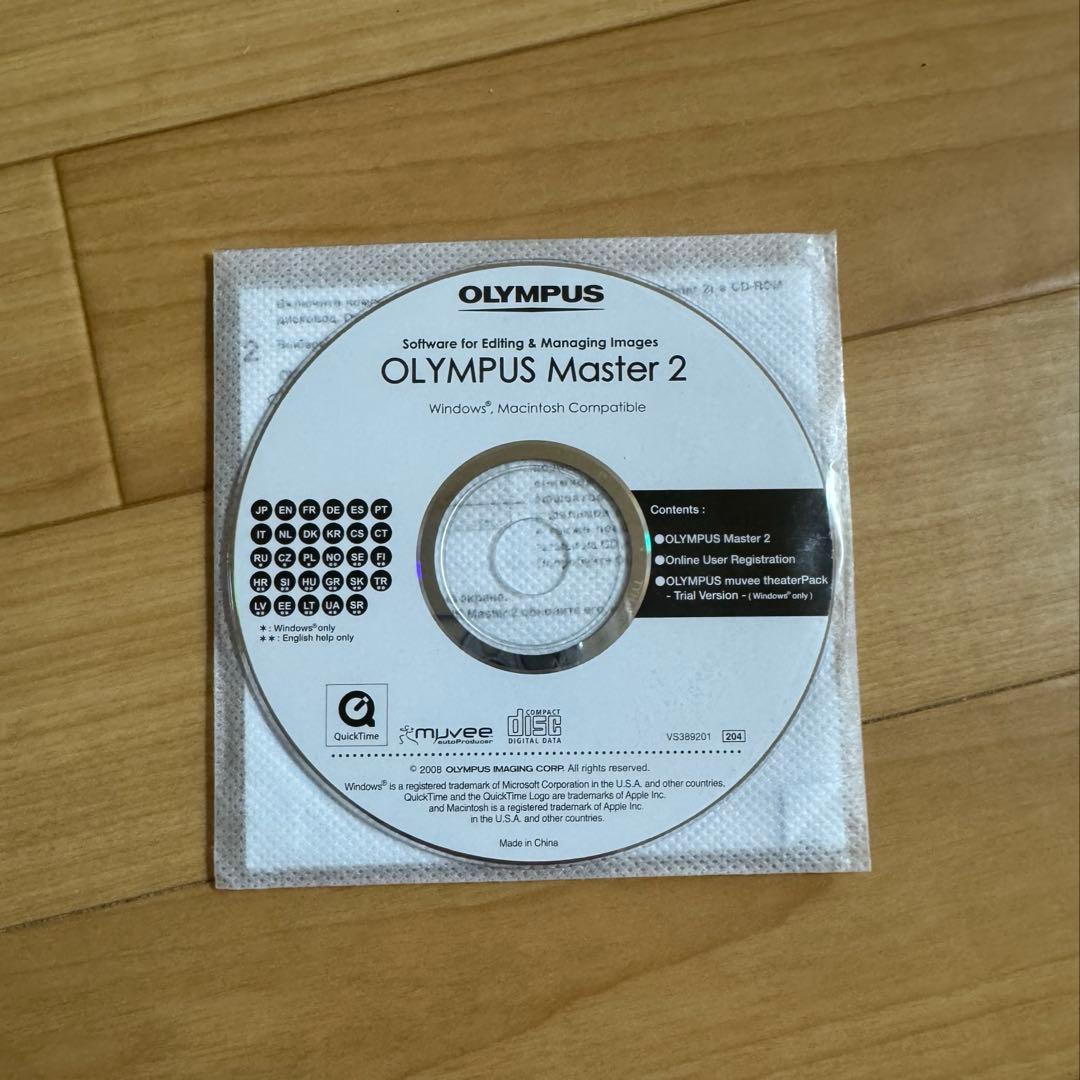 OLYMPUS
Software for Editing & Managing Images
OLYMPUS Master 2
Windows®, Macintosh Compatible
JP EN FR DE ES PT
IT NL DK KR CS CT
RU CZ PL NO SE FI
HR SI HU GR SK TR
LV EE LT UA SR
✶ : Windows® only
✶✶ : English help only
Contents :
●OLYMPUS Master 2
●Online User Registration
●OLYMPUS muvee theaterPack
- Trial Version - ( Windows® only )
QuickTime
muvee
autoProducer
COMPACT
disc
DIGITAL DATA
VS389201 204
© 2008 OLYMPUS IMAGING CORP. All rights reserved.
Windows® is a registered trademark of Microsoft Corporation in the U.S.A. and other countries,
QuickTime and the QuickTime Logo are trademarks of Apple Inc.
and Macintosh is a registered trademark of Apple Inc.
in the U.S.A. and other countries.
Made in China
2
CD-ROM
Master 2